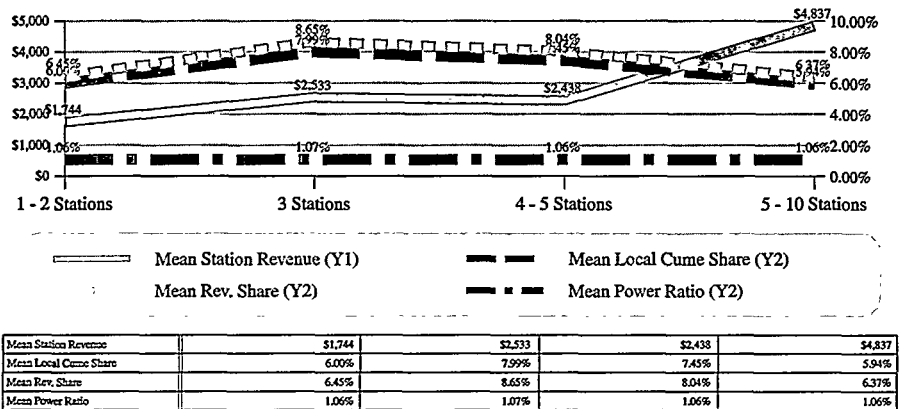 $5,000 10.00%
$4,837
8.65%
8.04%
$4,000 7.99% 7.45% 8.00%
6.45% 6.37%
$3,000 5.94% 6.00%
$2,533 $2,438
$2,000 4.00%
$1,744
$1,000 1.06% 1.07% 1.06% 1.06% 2.00%
$0 0.00%
1 - 2 Stations 3 Stations 4 - 5 Stations 5 - 10 Stations
Mean Station Revenue (Y1) Mean Local Cume Share (Y2)
Mean Rev. Share (Y2) Mean Power Ratio (Y2)
Mean Station Revenue $1,744 $2,533 $2,438 $4,837
Mean Local Cume Share 6.00% 7.99% 7.45% 5.94%
Mean Rev. Share 6.45% 8.65% 8.04% 6.37%
Mean Power Ratio 1.06% 1.07% 1.06% 1.06%